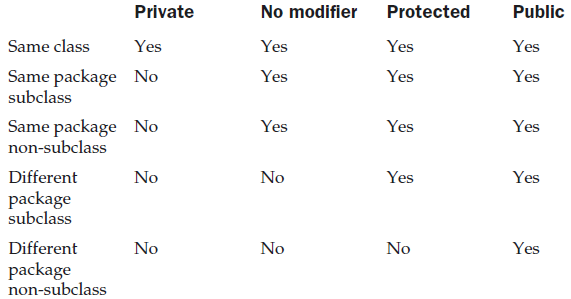 Private No modifier Protected Public
Same class Yes Yes Yes Yes
Same package No Yes Yes Yes
subclass
Same package No Yes Yes Yes
non-subclass
Different No No Yes Yes
package
subclass
Different No No No Yes
package
non-subclass